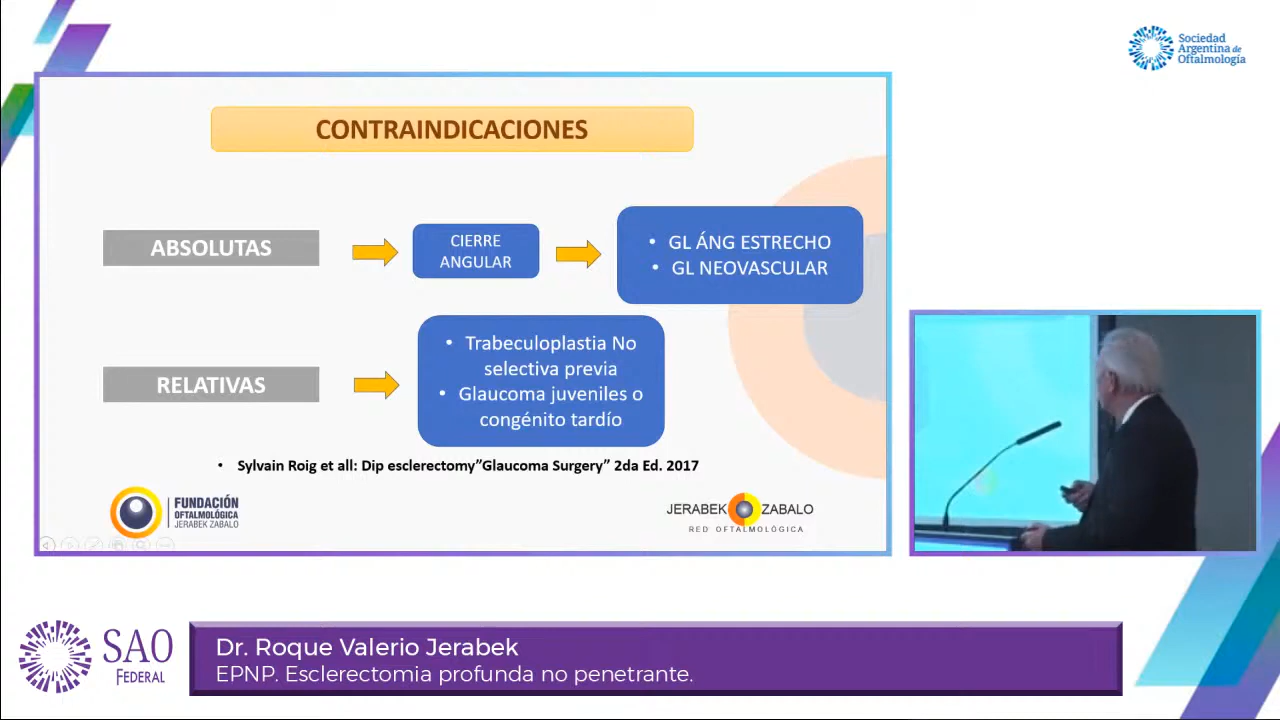 Sociedad
Argentina de
Oftalmología
CONTRAINDICACIONES
ABSOLUTAS
CIERRE
ANGULAR
• GL ÁNG ESTRECHO
• GL NEOVASCULAR
RELATIVAS
• Trabeculoplastia No
selectiva previa
• Glaucoma juveniles o
congénito tardío
• Sylvain Roig et all: Dip esclerectomy”Glaucoma Surgery” 2da Ed. 2017
FUNDACIÓN
OFTALMOLÓGICA
JERABEK ZABALO
JERABEK ZABALO
RED OFTALMOLÓGICA
SAO
FEDERAL
Dr. Roque Valerio Jerabek
EPNP. Esclerectomia profunda no penetrante.